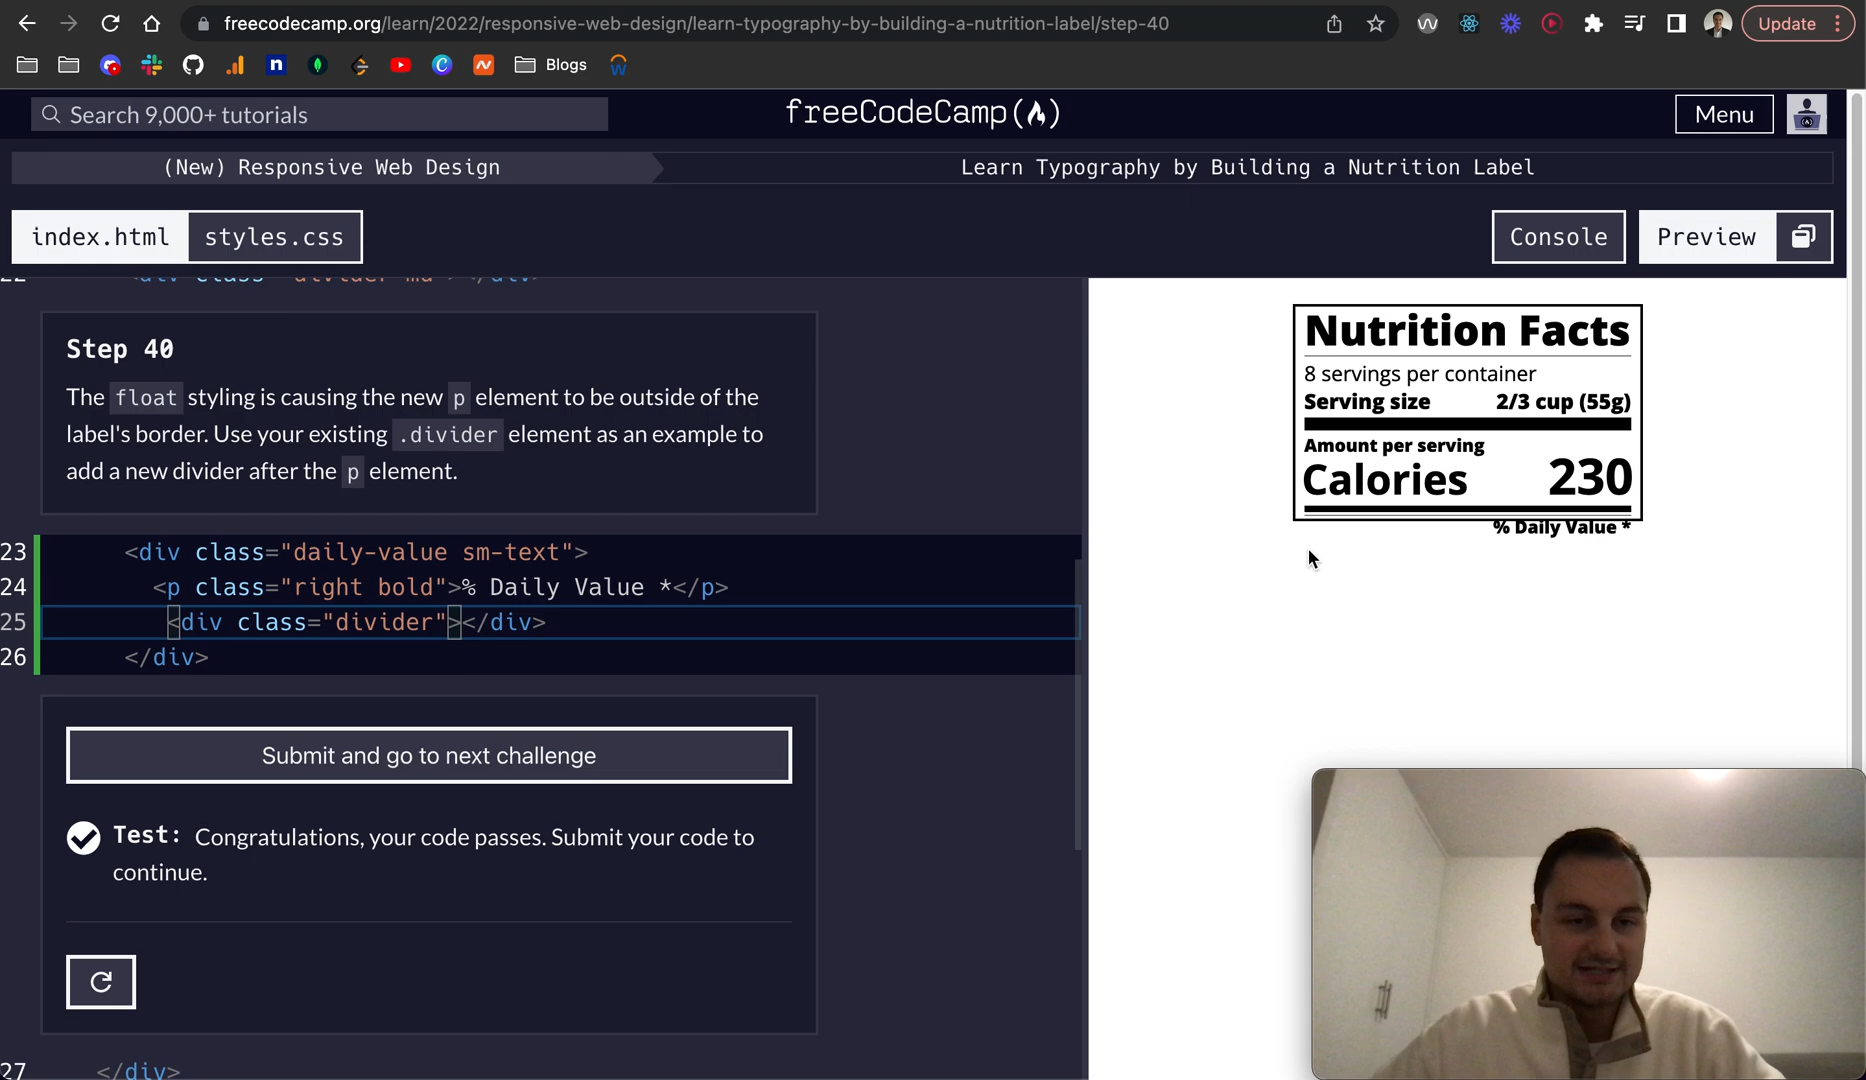 freecodecamp.org/learn/2022/responsive-web-design/learn-typography-by-building-a-nutrition-label/step-40
Update
Blogs
Search 9,000+ tutorials
freeCodeCamp
Menu
(New) Responsive Web Design
Learn Typography by Building a Nutrition Label
index.html
styles.css
Console
Preview
22 <div class="divider md"></div>
Step 40
The float styling is causing the new p element to be outside of the
label's border. Use your existing .divider element as an example to
add a new divider after the p element.
23 <div class="daily-value sm-text">
24 <p class="right bold">% Daily Value *</p>
25 <div class="divider"></div>
26 </div>
Submit and go to next challenge
Test: Congratulations, your code passes. Submit your code to
continue.
27 </div>
Nutrition Facts
8 servings per container
Serving size 2/3 cup (55g)
Amount per serving
Calories 230
% Daily Value *